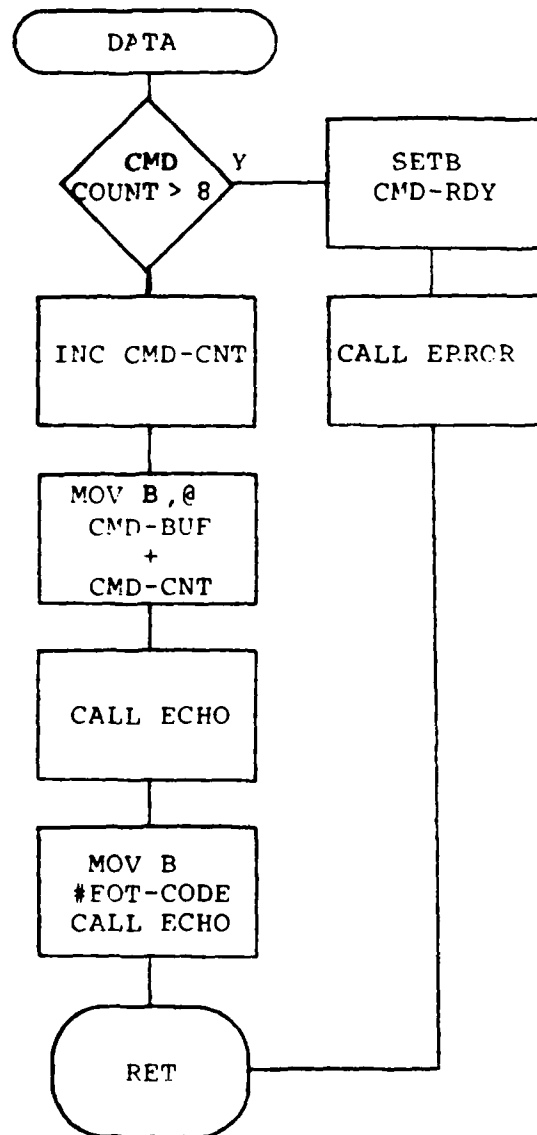 DATA
CMD
COUNT > 8
Y
SETB
CMD-RDY
INC CMD-CNT
CALL ERROR
MOV B,@
CMD-BUF
+
CMD-CNT
CALL ECHO
MOV B
#EOT-CODE
CALL ECHO
RET